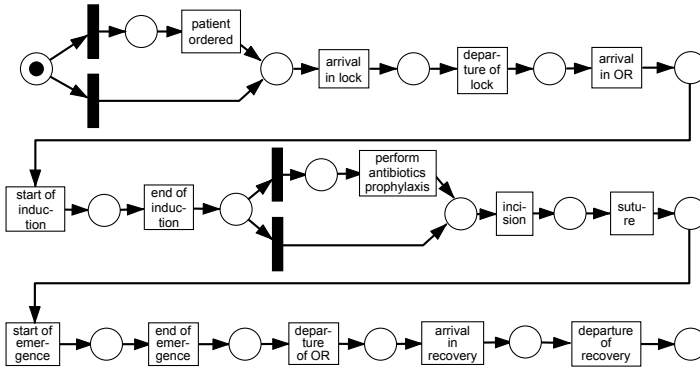 patient
ordered
arrival
in lock
depar-
ture of
lock
arrival
in OR
start of
induc-
tion
end of
induc-
tion
perform
antibiotics
prophylaxis
inci-
sion
sutu-
re
start of
emer-
gence
end of
emer-
gence
depar-
ture of OR
arrival
in
recovery
departure
of
recovery